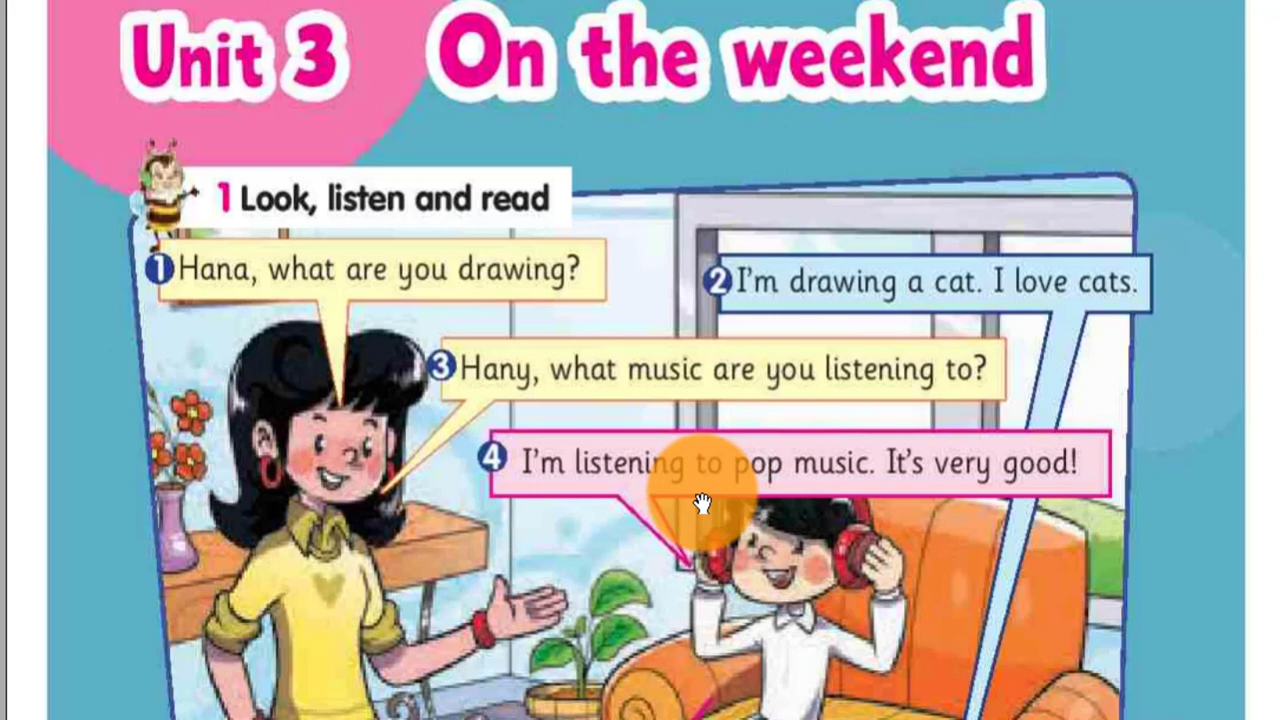 Unit 3 On the weekend
1 Look, listen and read
1 Hana, what are you drawing?
2 I'm drawing a cat. I love cats.
3 Hany, what music are you listening to?
4 I'm listening to pop music. It's very good!